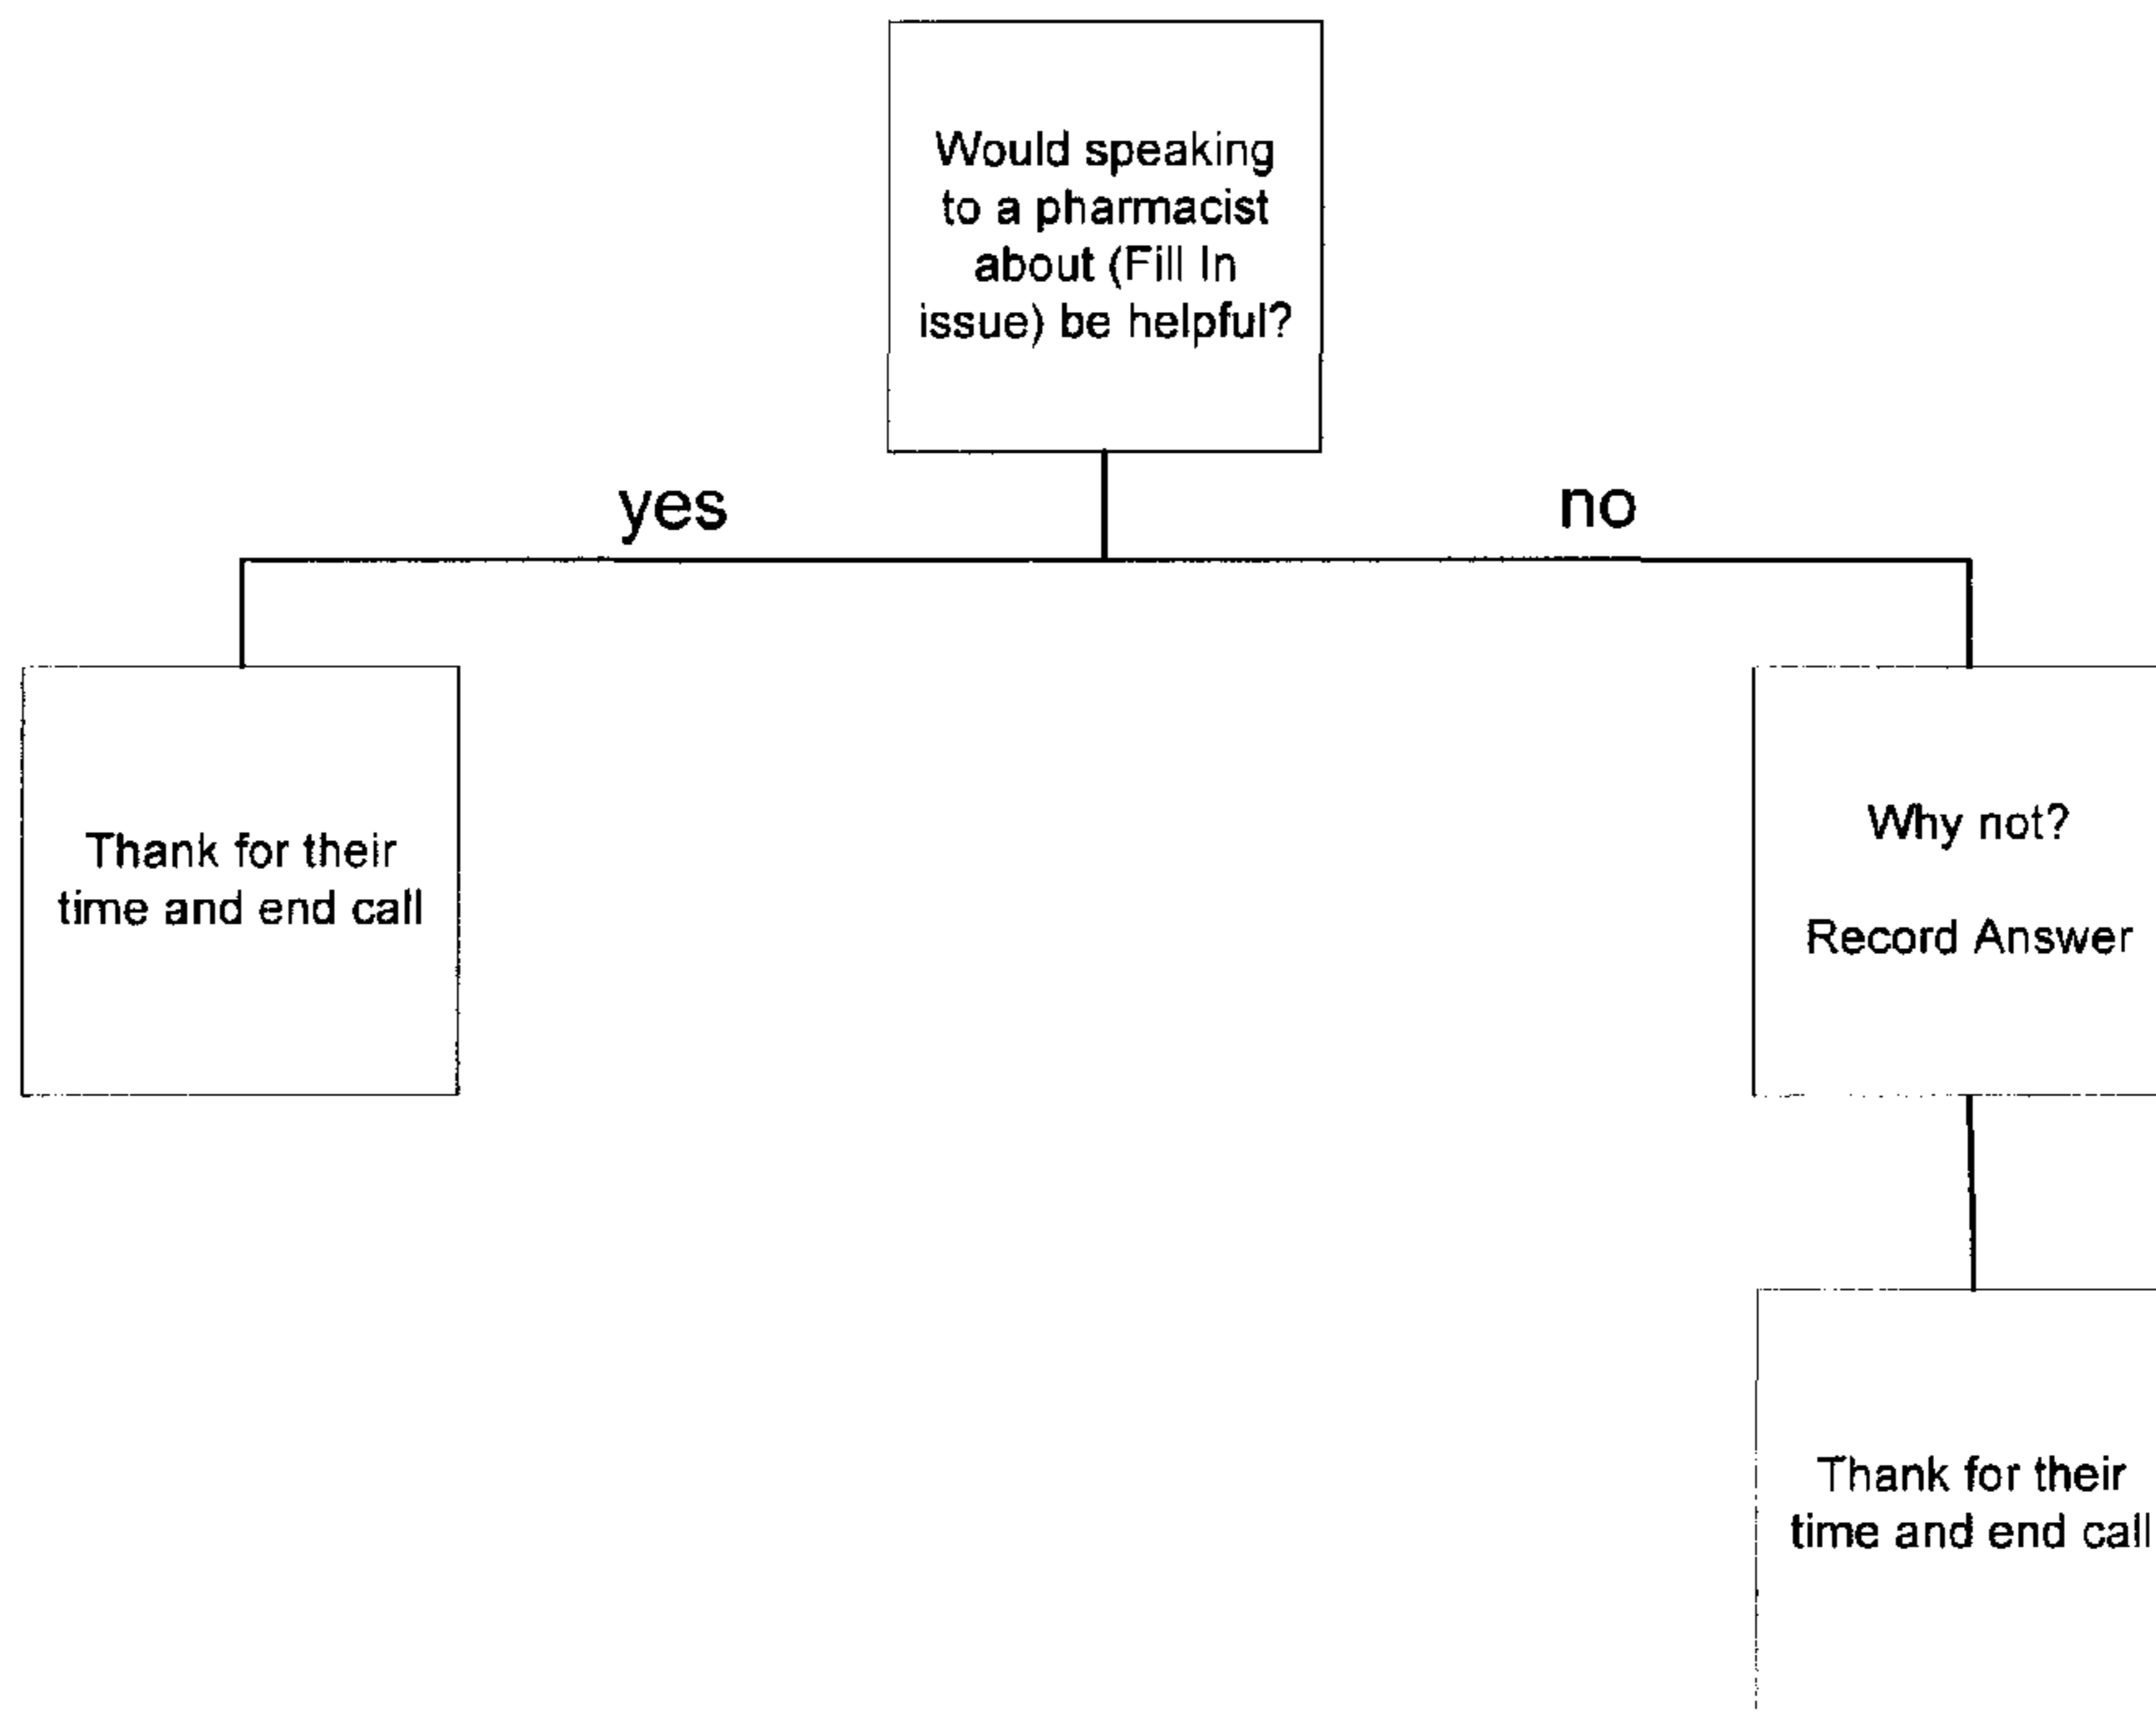 Would speaking
to a pharmacist
about (Fill In
issue) be helpful?
yes
no
Thank for their
time and end call
Why not?
Record Answer
Thank for their
time and end call